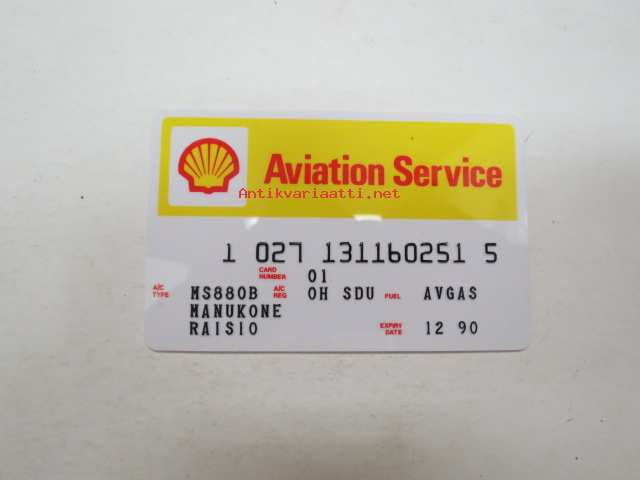 Aviation Service
Antikvariaatti.net
1 027 131160251 5
CARD NUMBER 01
A/C TYPE MS880B A/C REG OH SDU FUEL AVGAS
MANUKONE
RAISIO EXPIRY DATE 12 90